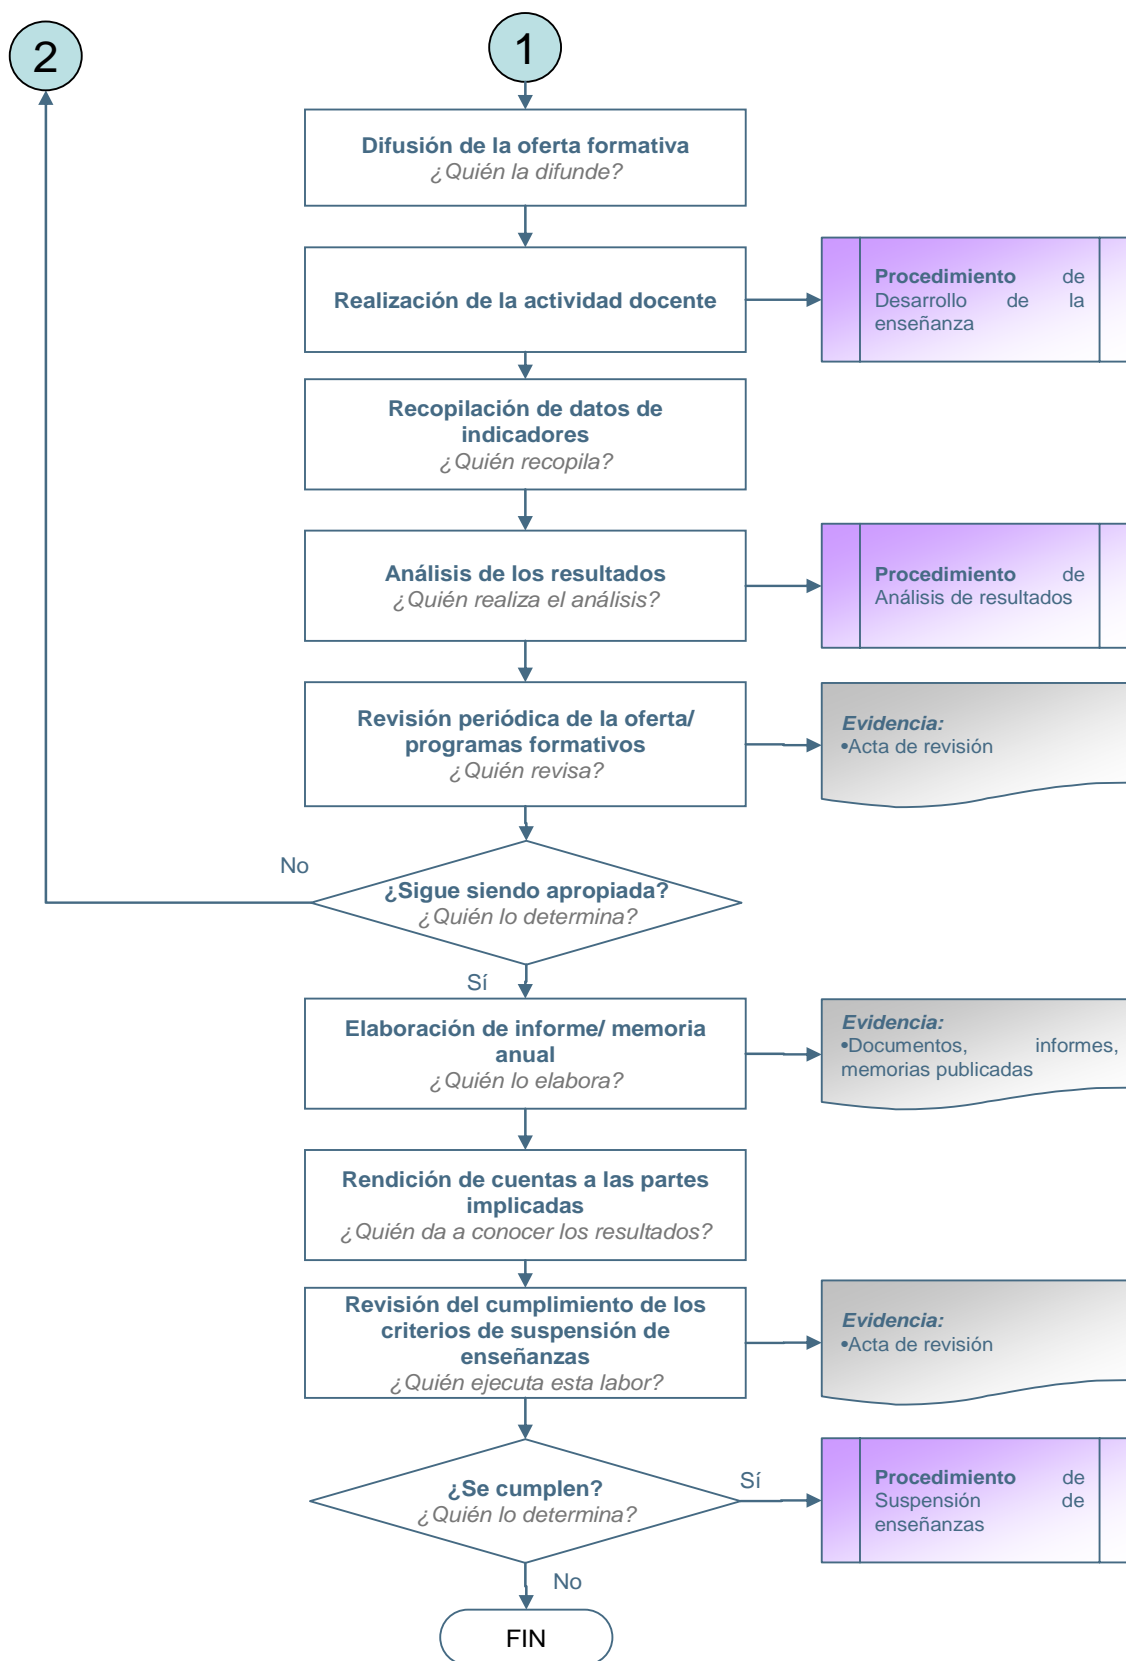 2
1
Difusión de la oferta formativa
¿Quién la difunde?
Realización de la actividad docente
Procedimiento de
Desarrollo de la
enseñanza
Recopilación de datos de
indicadores
¿Quién recopila?
Análisis de los resultados
¿Quién realiza el análisis?
Procedimiento de
Análisis de resultados
Revisión periódica de la oferta/
programas formativos
¿Quién revisa?
Evidencia:
•Acta de revisión
No
¿Sigue siendo apropiada?
¿Quién lo determina?
Sí
Elaboración de informe/ memoria
anual
¿Quién lo elabora?
Evidencia:
•Documentos, informes,
memorias publicadas
Rendición de cuentas a las partes
implicadas
¿Quién da a conocer los resultados?
Revisión del cumplimiento de los
criterios de suspensión de
enseñanzas
¿Quién ejecuta esta labor?
Evidencia:
•Acta de revisión
¿Se cumplen?
¿Quién lo determina?
Sí
Procedimiento de
Suspensión de
enseñanzas
No
FIN